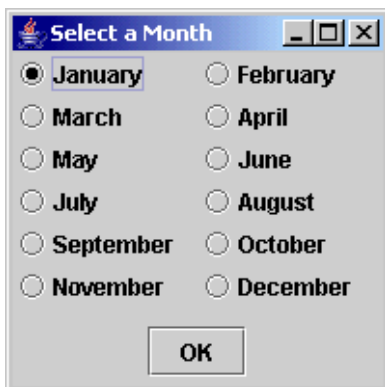 Select a Month
January February
March April
May June
July August
September October
November December
OK